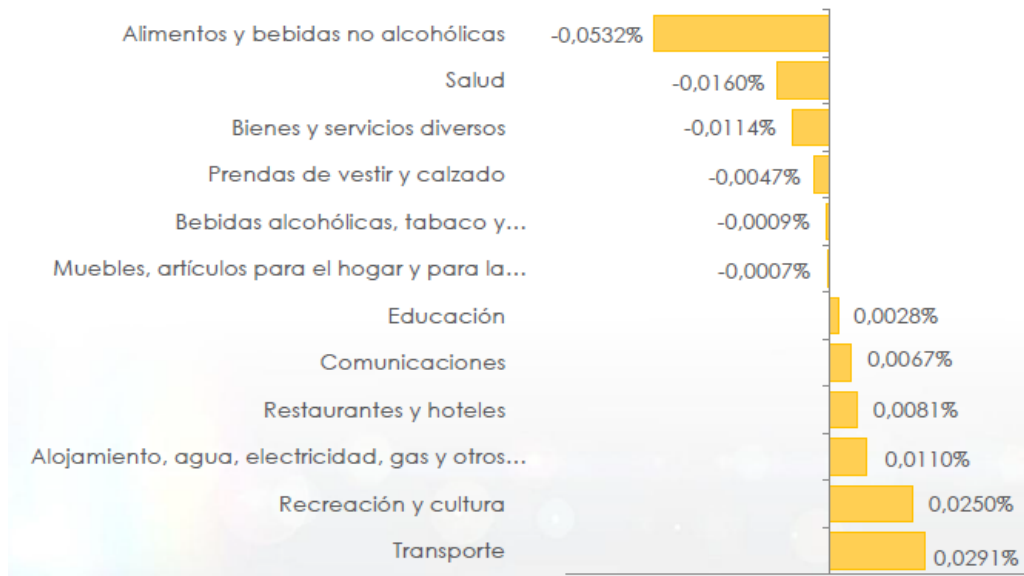 Alimentos y bebidas no alcohólicas -0,0532%
Salud -0,0160%
Bienes y servicios diversos -0,0114%
Prendas de vestir y calzado -0,0047%
Bebidas alcohólicas, tabaco y... -0,0009%
Muebles, artículos para el hogar y para la... -0,0007%
Educación 0,0028%
Comunicaciones 0,0067%
Restaurantes y hoteles 0,0081%
Alojamiento, agua, electricidad, gas y otros... 0,0110%
Recreación y cultura 0,0250%
Transporte 0,0291%